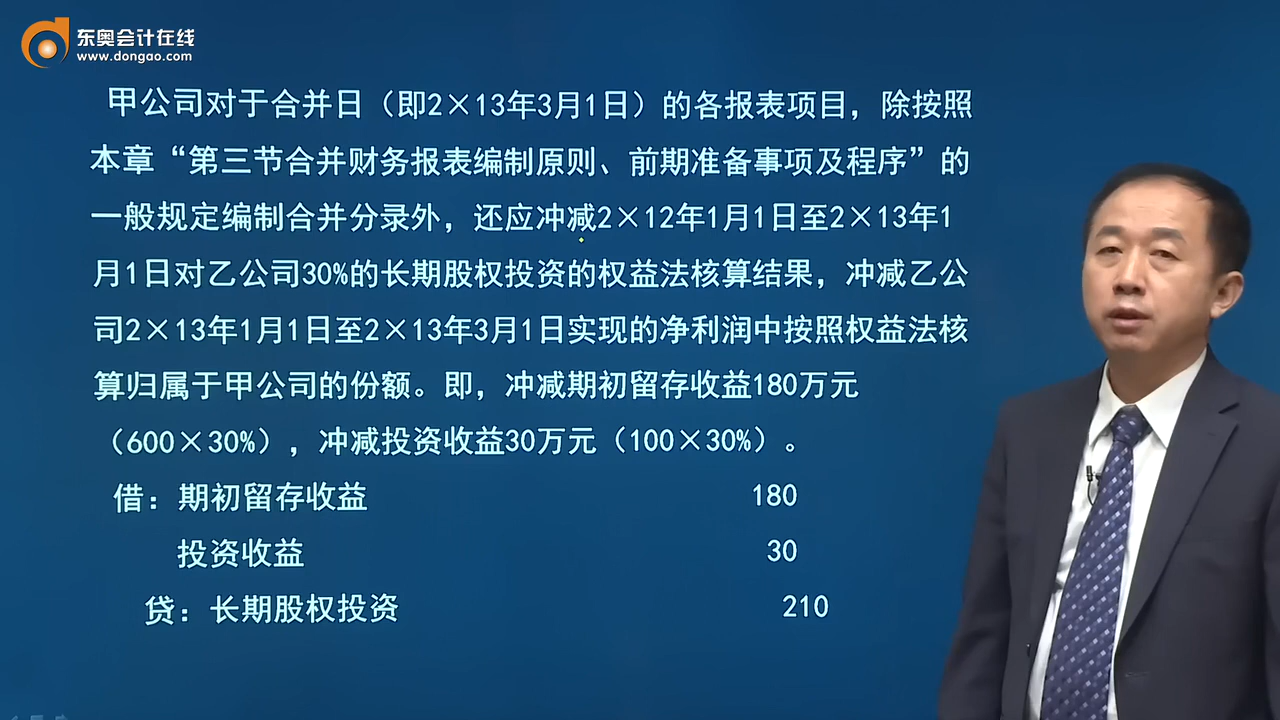 东奥会计在线
www.dongao.com
甲公司对于合并日（即2×13年3月1日）的各报表项目，除按照
本章“第三节合并财务报表编制原则、前期准备事项及程序”的
一般规定编制合并分录外，还应冲减2×12年1月1日至2×13年1
月1日对乙公司30%的长期股权投资的权益法核算结果，冲减乙公
司2×13年1月1日至2×13年3月1日实现的净利润中按照权益法核
算归属于甲公司的份额。即，冲减期初留存收益180万元
（600×30%），冲减投资收益30万元（100×30%）。
借：期初留存收益 180
投资收益 30
贷：长期股权投资 210